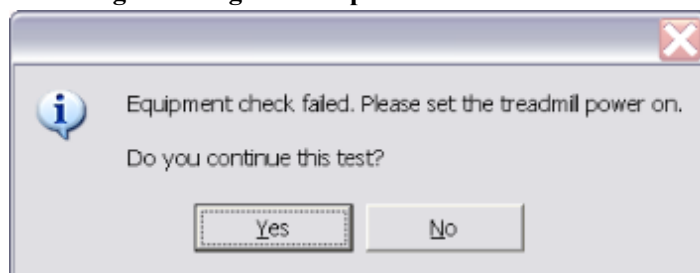 Equipment check failed. Please set the treadmill power on.
Do you continue this test?
Yes No